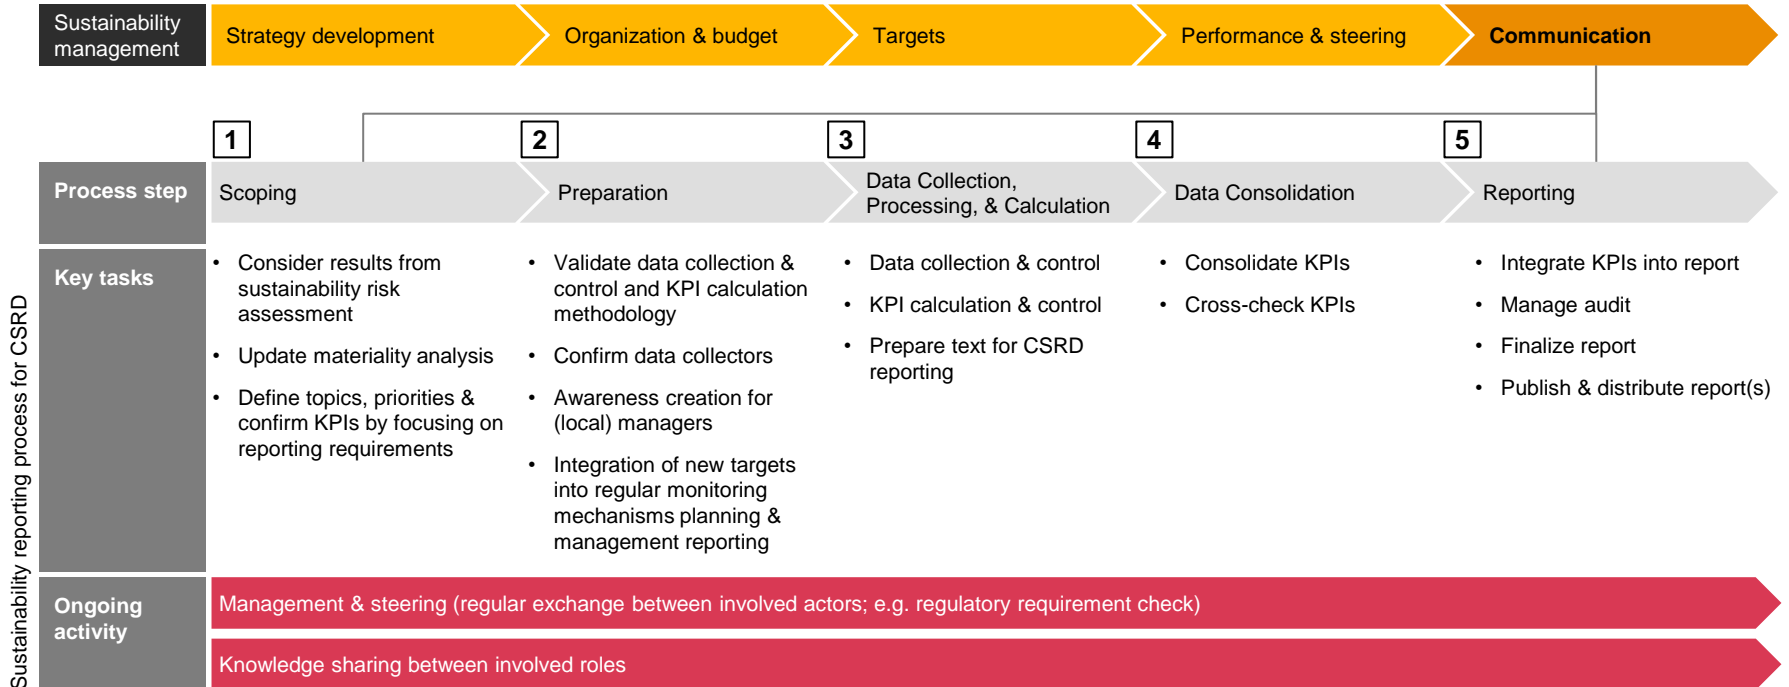 Sustainability
management
Strategy development
Organization & budget
Targets
Performance & steering
Communication
1
2
3
4
5
Process step
Scoping
Preparation
Data Collection,
Processing, & Calculation
Data Consolidation
Reporting
Sustainability reporting process for CSRD
Key tasks
• Consider results from
sustainability risk
assessment
• Update materiality analysis
• Define topics, priorities &
confirm KPIs by focusing on
reporting requirements
• Validate data collection &
control and KPI calculation
methodology
• Confirm data collectors
• Awareness creation for
(local) managers
• Integration of new targets
into regular monitoring
mechanisms planning &
management reporting
• Data collection & control
• KPI calculation & control
• Prepare text for CSRD
reporting
• Consolidate KPIs
• Cross-check KPIs
• Integrate KPIs into report
• Manage audit
• Finalize report
• Publish & distribute report(s)
Ongoing
activity
Management & steering (regular exchange between involved actors; e.g. regulatory requirement check)
Knowledge sharing between involved roles